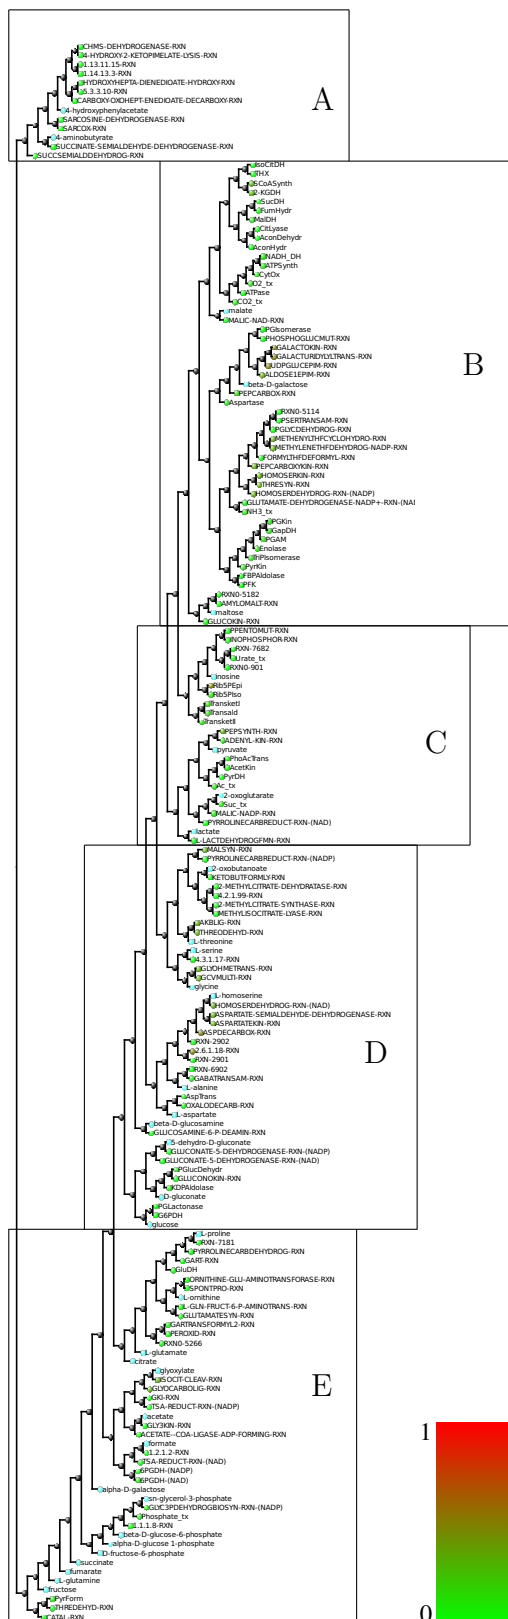 CHMS-DEHYDROGENASE-RXN
4-HYDROXY-2-KETOPIMELATE-LYSIS-RXN
1.13.11.15-RXN
1.14.13.3-RXN
HYDROXYHEPTA-DIENEDIOATE-HYDROXY-RXN
5.3.3.10-RXN
CARBOXY-OXOHEPT-ENEDIOATE-DECARBOXY-RXN
A
4-hydroxyphenylacetate
SARCOSINE-DEHYDROGENASE-RXN
SARCOX-RXN
4-aminobutyrate
SUCCINATE-SEMIALDEHYDE-DEHYDROGENASE-RXN
SUCCSEMIALDDEHYDROG-RXN
IsoCitDH
THX
SCoASynth
2-KGDH
SucDH
FumHydr
MalDH
CitLyase
AconDehydr
AconHydr
NADH_DH
ATPSynth
CytOx
O2_tx
ATPase
CO2_tx
malate
MALIC-NAD-RXN
PGIsomerase
PHOSPHOGLUCMUT-RXN
GALACTOKIN-RXN
GALACTURIDYLYLTRANS-RXN
UDPGLUCEPIM-RXN
B
ALDOSE1EPIM-RXN
beta-D-galactose
PEPCARBOX-RXN
Aspartase
RXN0-5114
PSERTRANSAM-RXN
PGLYCDEHYDROG-RXN
METHENYLTHFCYCLOHYDRO-RXN
METHYLENETHFDEHYDROG-NADP-RXN
FORMYLTHFDEFORMYL-RXN
PEPCARBOXYKIN-RXN
HOMOSERKIN-RXN
THRESYN-RXN
HOMOSERDEHYDROG-RXN-(NADP)
GLUTAMATE-DEHYDROGENASE-NADP+-RXN-(NAI
NH3_tx
PGKin
GapDH
PGAM
Enolase
TriPIsomerase
PyrKin
FBPAldolase
PFK
RXN0-5182
AMYLOMALT-RXN
maltose
GLUCOKIN-RXN
PPENTOMUT-RXN
INOPHOSPHOR-RXN
RXN-7682
Urate_tx
RXN0-901
inosine
Rib5PEpi
Rib5PIso
TransketI
Transald
TransketII
PEPSYNTH-RXN
ADENYL-KIN-RXN
C
pyruvate
PhoAcTrans
AcetKin
PyrDH
Ac_tx
2-oxoglutarate
Suc_tx
MALIC-NADP-RXN
PYRROLINECARBREDUCT-RXN-(NAD)
lactate
L-LACTDEHYDROGFMN-RXN
MALSYN-RXN
PYRROLINECARBREDUCT-RXN-(NADP)
2-oxobutanoate
KETOBUTFORMLY-RXN
2-METHYLCITRATE-DEHYDRATASE-RXN
4.2.1.99-RXN
2-METHYLCITRATE-SYNTHASE-RXN
METHYLISOCITRATE-LYASE-RXN
AKBLIG-RXN
THREODEHYD-RXN
L-threonine
L-serine
4.3.1.17-RXN
GLYOHMETRANS-RXN
GCVMULTI-RXN
glycine
L-homoserine
HOMOSERDEHYDROG-RXN-(NAD)
ASPARTATE-SEMIALDEHYDE-DEHYDROGENASE-RXN
ASPARTATEKIN-RXN
ASPDECARBOX-RXN
RXN-2902
2.6.1.18-RXN
D
RXN-2901
RXN-6902
GABATRANSAM-RXN
L-alanine
AspTrans
OXALODECARB-RXN
L-aspartate
beta-D-glucosamine
GLUCOSAMINE-6-P-DEAMIN-RXN
5-dehydro-D-gluconate
GLUCONATE-5-DEHYDROGENASE-RXN-(NADP)
GLUCONATE-5-DEHYDROGENASE-RXN-(NAD)
PGlucDehydr
GLUCONOKIN-RXN
KDPAldolase
D-gluconate
PGLactonase
G6PDH
glucose
L-proline
RXN-7181
PYRROLINECARBDEHYDROG-RXN
GART-RXN
GluDH
ORNITHINE-GLU-AMINOTRANSFORASE-RXN
SPONTPRO-RXN
L-ornithine
L-GLN-FRUCT-6-P-AMINOTRANS-RXN
GLUTAMATESYN-RXN
GARTRANSFORMYL2-RXN
PEROXID-RXN
RXN0-5266
L-glutamate
citrate
glyoxylate
ISOCIT-CLEAV-RXN
E
GLYOCARBOLIG-RXN
GKI-RXN
TSA-REDUCT-RXN-(NADP)
acetate
GLY3KIN-RXN
ACETATE--COA-LIGASE-ADP-FORMING-RXN
1
formate
1.2.1.2-RXN
TSA-REDUCT-RXN-(NAD)
6PGDH-(NADP)
6PGDH-(NAD)
alpha-D-galactose
sn-glycerol-3-phosphate
GLYC3PDEHYDROGBIOSYN-RXN-(NADP)
Phosphate_tx
1.1.1.8-RXN
beta-D-glucose-6-phosphate
alpha-D-glucose 1-phosphate
D-fructose-6-phosphate
succinate
fumarate
L-glutamine
fructose
PyrForm
THREDEHYD-RXN
0
CATAL-RXN